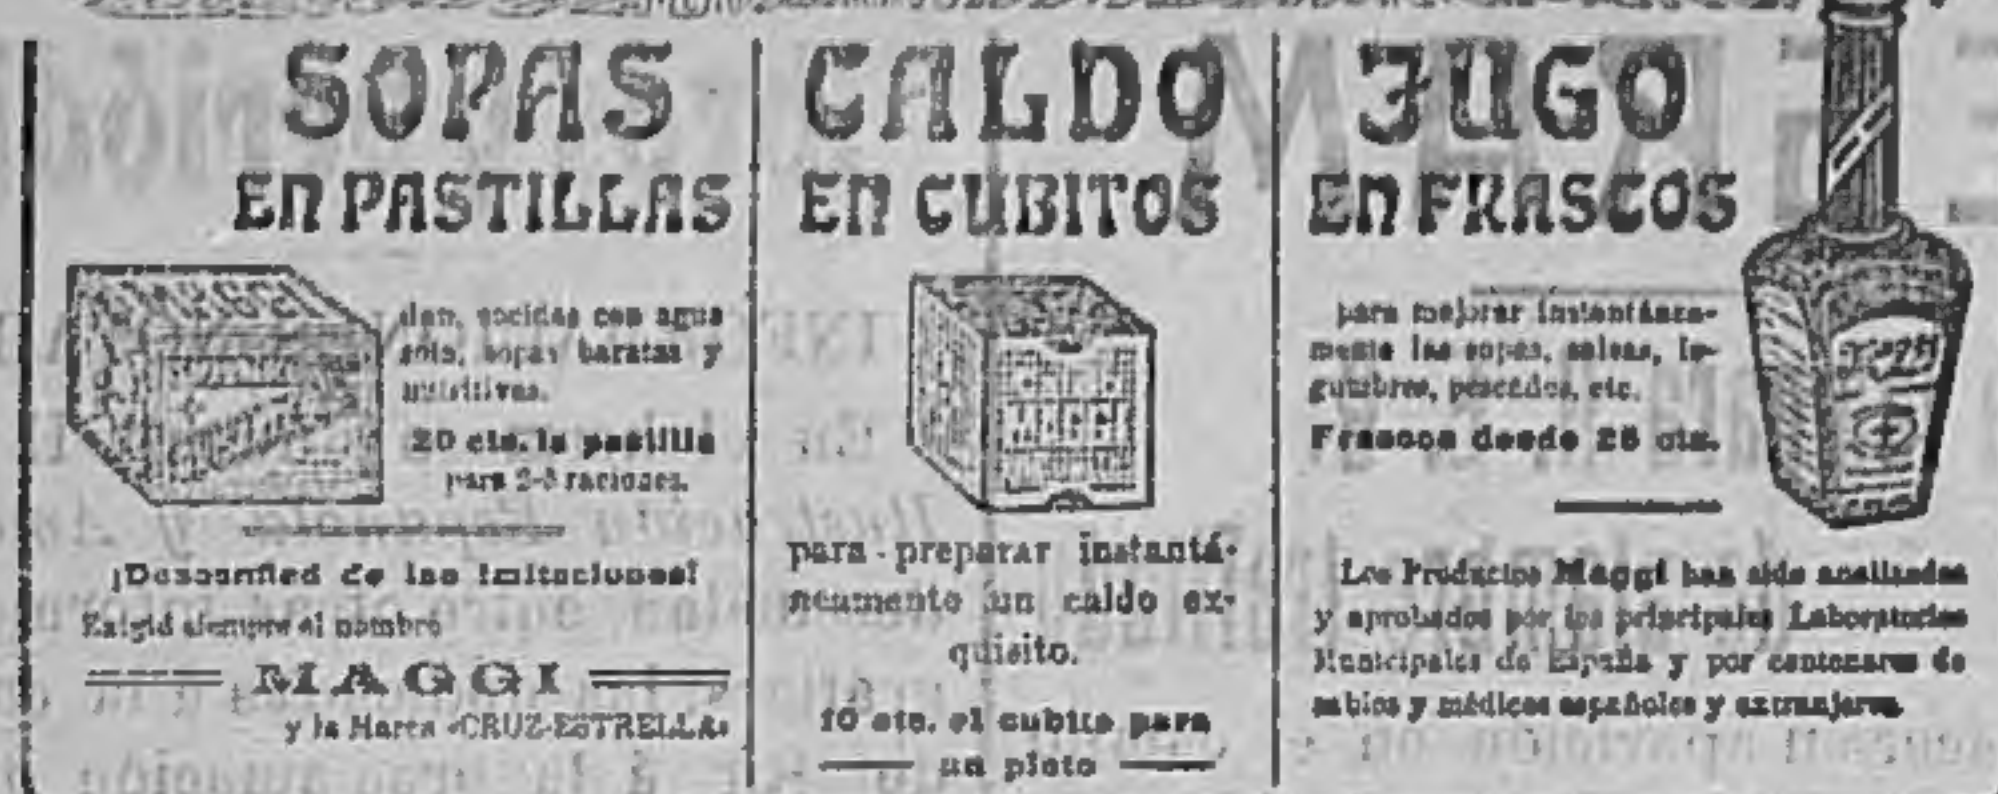 SOPAS
EN PASTILLAS
dan, cocidas con agua
sola, sopas baratas y
nutritivas.
20 cts. la pastilla
para 2-3 raciones.
¡Desconfied de las imitaciones!
Exigid siempre el nombre
MAGGI
y la Marca «CRUZ-ESTRELLA»
CALDO
EN CUBITOS
MAGGI
para preparar instantá-
neamente un caldo ex-
quisito.
10 cts. el cubito para
un plato
JUGO
EN FRASCOS
para mejorar instantánea-
mente las sopas, salsas, le-
gumbres, pescados, etc.
Frascos desde 25 cts.
Los Productos Maggi han sido analizados
y aprobados por los principales Laboratorios
Municipales de España y por centenares de
sabios y médicos españoles y extranjeros.